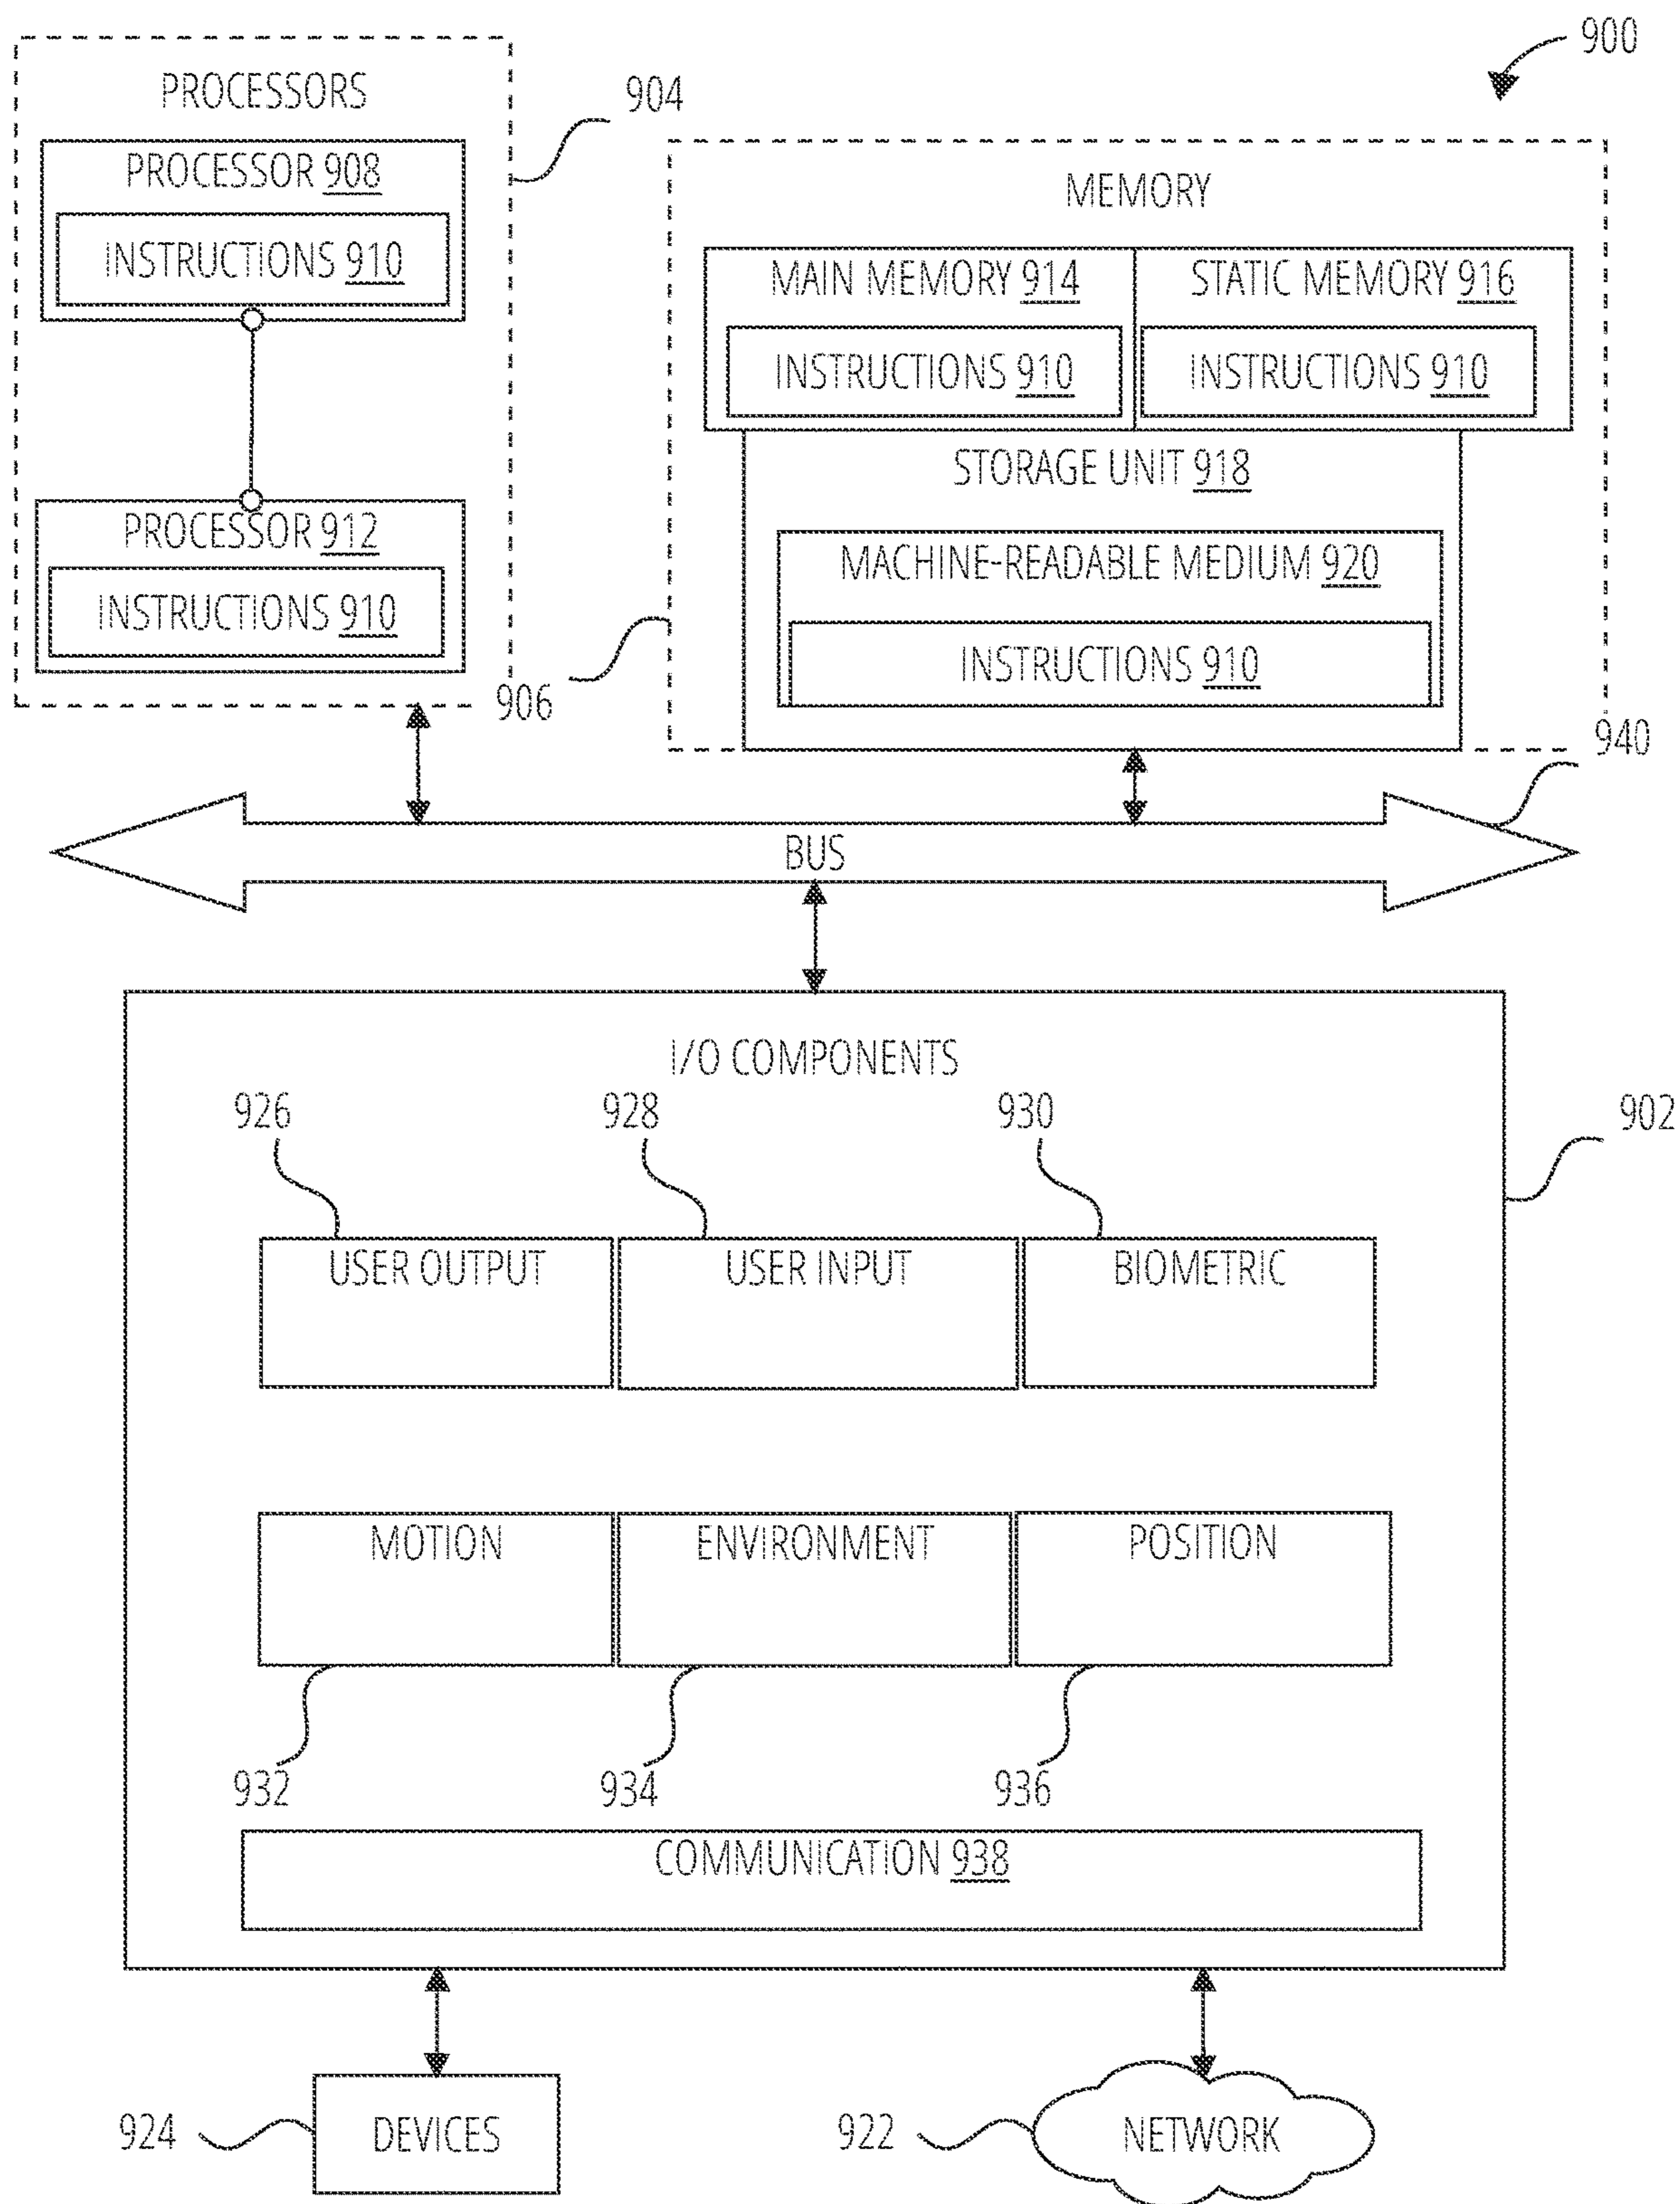 900
PROCESSORS
904
PROCESSOR 908
INSTRUCTIONS 910
PROCESSOR 912
INSTRUCTIONS 910
MEMORY
MAIN MEMORY 914
STATIC MEMORY 916
INSTRUCTIONS 910
INSTRUCTIONS 910
STORAGE UNIT 918
MACHINE-READABLE MEDIUM 920
INSTRUCTIONS 910
906
940
BUS
I/O COMPONENTS
902
926
928
930
USER OUTPUT
USER INPUT
BIOMETRIC
MOTION
ENVIRONMENT
POSITION
932
934
936
COMMUNICATION 938
924
DEVICES
922
NETWORK